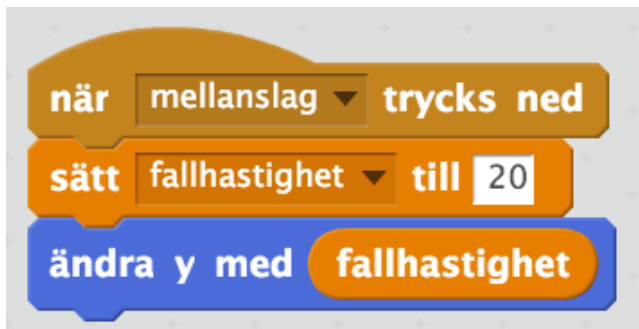 när mellanslag trycks ned
sätt fallhastighet till 20
ändra y med fallhastighet